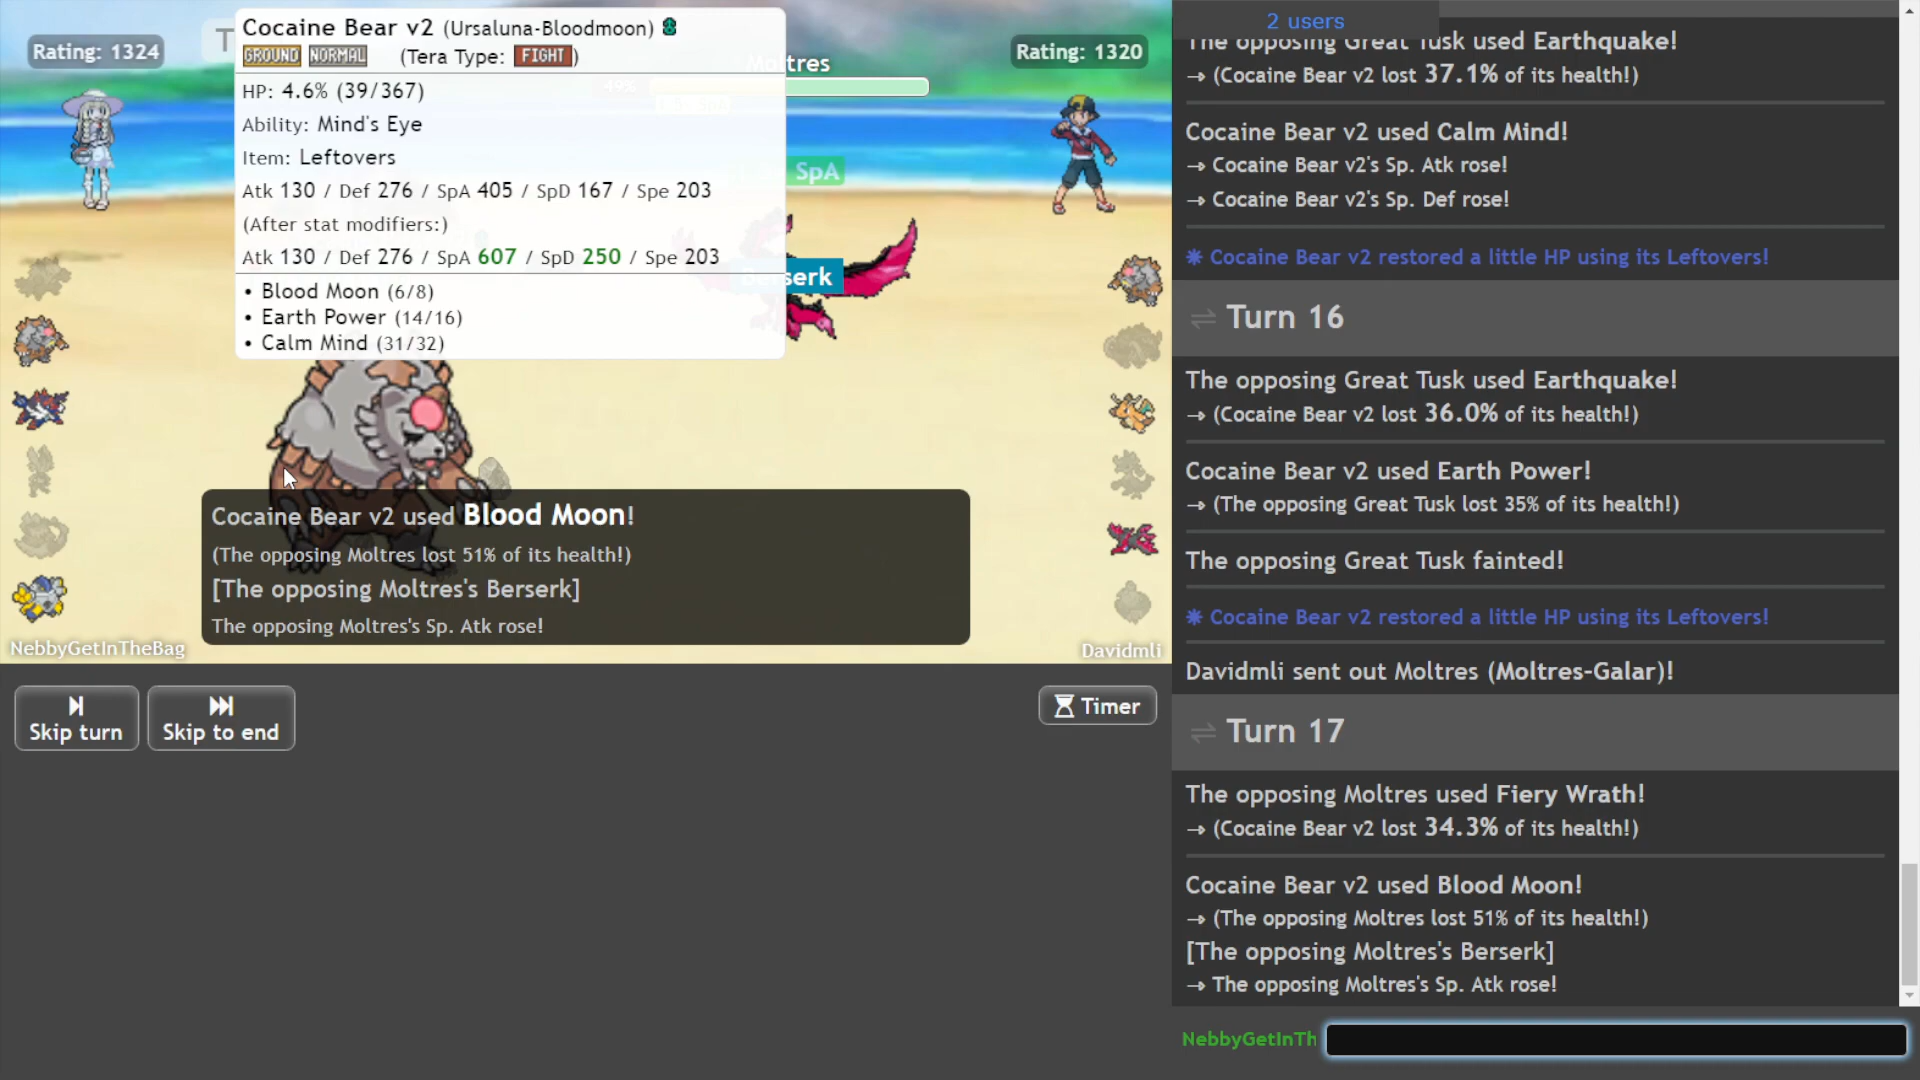 Rating: 1324
T
Cocaine Bear v2 (Ursaluna-Bloodmoon)
GROUND NORMAL (Tera Type: FIGHT)
HP: 4.6% (39/367)
Ability: Mind's Eye
Item: Leftovers
Atk 130 / Def 276 / SpA 405 / SpD 167 / Spe 203
(After stat modifiers:)
Atk 130 / Def 276 / SpA 607 / SpD 250 / Spe 203
• Blood Moon (6/8)
• Earth Power (14/16)
• Calm Mind (31/32)
Moltres
49%
SpA
Berserk
Rating: 1320
Cocaine Bear v2 used Blood Moon!
(The opposing Moltres lost 51% of its health!)
[The opposing Moltres's Berserk]
The opposing Moltres's Sp. Atk rose!
NebbyGetInTheBag
Davidmli
Skip turn
Skip to end
Timer
2 users
The opposing Great Tusk used Earthquake!
→ (Cocaine Bear v2 lost 37.1% of its health!)
Cocaine Bear v2 used Calm Mind!
→ Cocaine Bear v2's Sp. Atk rose!
→ Cocaine Bear v2's Sp. Def rose!
Cocaine Bear v2 restored a little HP using its Leftovers!
Turn 16
The opposing Great Tusk used Earthquake!
→ (Cocaine Bear v2 lost 36.0% of its health!)
Cocaine Bear v2 used Earth Power!
→ (The opposing Great Tusk lost 35% of its health!)
The opposing Great Tusk fainted!
Cocaine Bear v2 restored a little HP using its Leftovers!
Davidmli sent out Moltres (Moltres-Galar)!
Turn 17
The opposing Moltres used Fiery Wrath!
→ (Cocaine Bear v2 lost 34.3% of its health!)
Cocaine Bear v2 used Blood Moon!
→ (The opposing Moltres lost 51% of its health!)
[The opposing Moltres's Berserk]
→ The opposing Moltres's Sp. Atk rose!
NebbyGetInTh